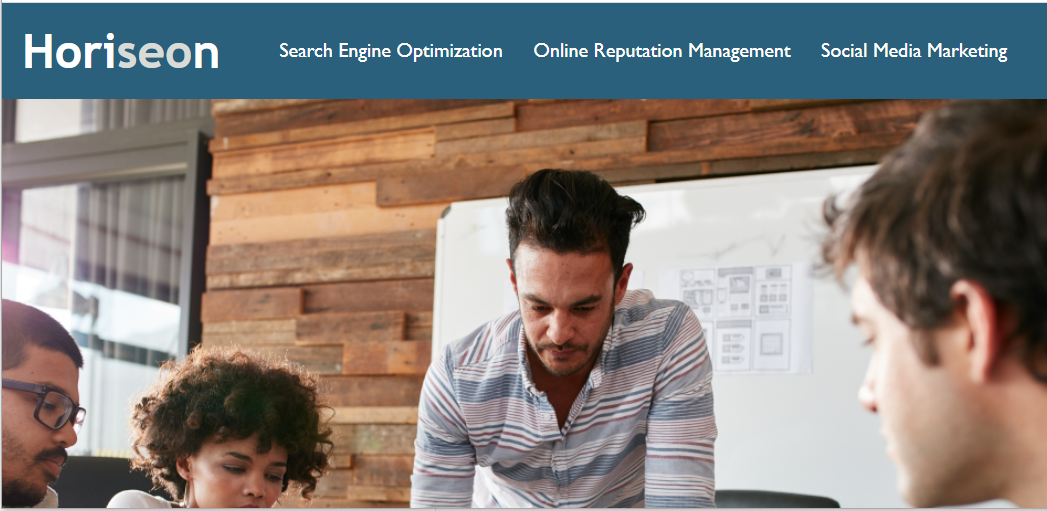 Horiseon
Search Engine Optimization
Online Reputation Management
Social Media Marketing